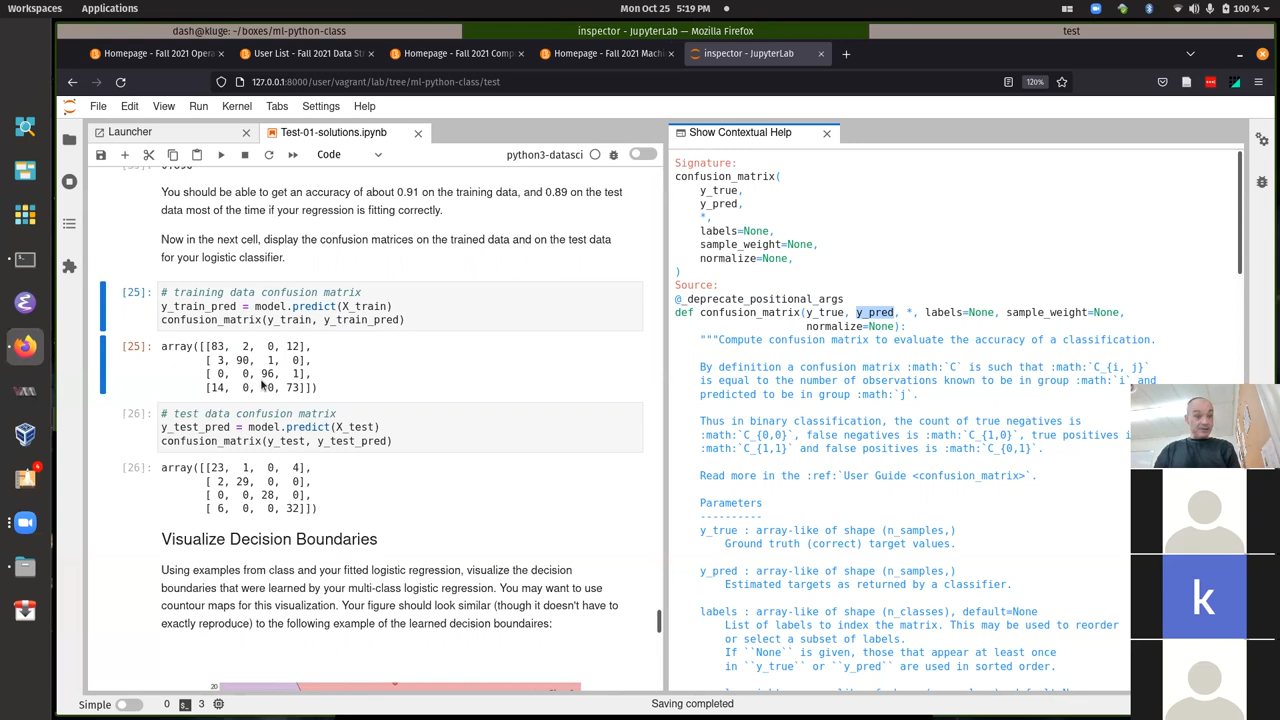 Workspaces Applications Mon Oct 25 5:19 PM 100 %
dash@kluge:~/boxes/ml-python-class inspector - JupyterLab — Mozilla Firefox test
Homepage - Fall 2021 Opera User List - Fall 2021 Data St Homepage - Fall 2021 Comp Homepage - Fall 2021 Machi inspector - JupyterLab
127.0.0.1:8000/user/vagrant/lab/tree/ml-python-class/test 120%
File Edit View Run Kernel Tabs Settings Help
Launcher Test-01-solutions.ipynb Show Contextual Help
Code python3-datasci
You should be able to get an accuracy of about 0.91 on the training data, and 0.89 on the test
data most of the time if your regression is fitting correctly.
Now in the next cell, display the confusion matrices on the trained data and on the test data
for your logistic classifier.
[25]: # training data confusion matrix
y_train_pred = model.predict(X_train)
confusion_matrix(y_train, y_train_pred)
[25]: array([[83, 2, 0, 12],
[ 3, 90, 1, 0],
[ 0, 0, 96, 1],
[14, 0, 0, 73]])
[26]: # test data confusion matrix
y_test_pred = model.predict(X_test)
confusion_matrix(y_test, y_test_pred)
[26]: array([[23, 1, 0, 4],
[ 2, 29, 0, 0],
[ 0, 0, 28, 0],
[ 6, 0, 0, 32]])
Visualize Decision Boundaries
Using examples from class and your fitted logistic regression, visualize the decision
boundaries that were learned by your multi-class logistic regression. You may want to use
countour maps for this visualization. Your figure should look similar (though it doesn't have to
exactly reproduce) to the following example of the learned decision boundaires:
20
Signature:
confusion_matrix(
y_true,
y_pred,
*,
labels=None,
sample_weight=None,
normalize=None,
)
Source:
@_deprecate_positional_args
def confusion_matrix(y_true, y_pred, *, labels=None, sample_weight=None,
normalize=None):
"""Compute confusion matrix to evaluate the accuracy of a classification.
By definition a confusion matrix :math:`C` is such that :math:`C_{i, j}`
is equal to the number of observations known to be in group :math:`i` and
predicted to be in group :math:`j`.
Thus in binary classification, the count of true negatives is
:math:`C_{0,0}`, false negatives is :math:`C_{1,0}`, true positives i
:math:`C_{1,1}` and false positives is :math:`C_{0,1}`.
Read more in the :ref:`User Guide <confusion_matrix>`.
Parameters
----------
y_true : array-like of shape (n_samples,)
Ground truth (correct) target values.
y_pred : array-like of shape (n_samples,)
Estimated targets as returned by a classifier.
labels : array-like of shape (n_classes), default=None
List of labels to index the matrix. This may be used to reorder
or select a subset of labels.
If ``None`` is given, those that appear at least once
in ``y_true`` or ``y_pred`` are used in sorted order.
k
4
Simple 0 3 Saving completed